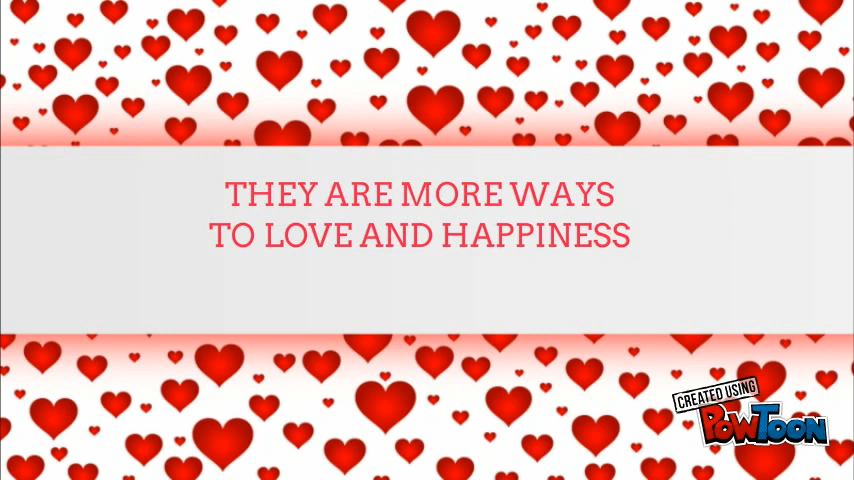 THEY ARE MORE WAYS
TO LOVE AND HAPPINESS
CREATED USING
POWTOON